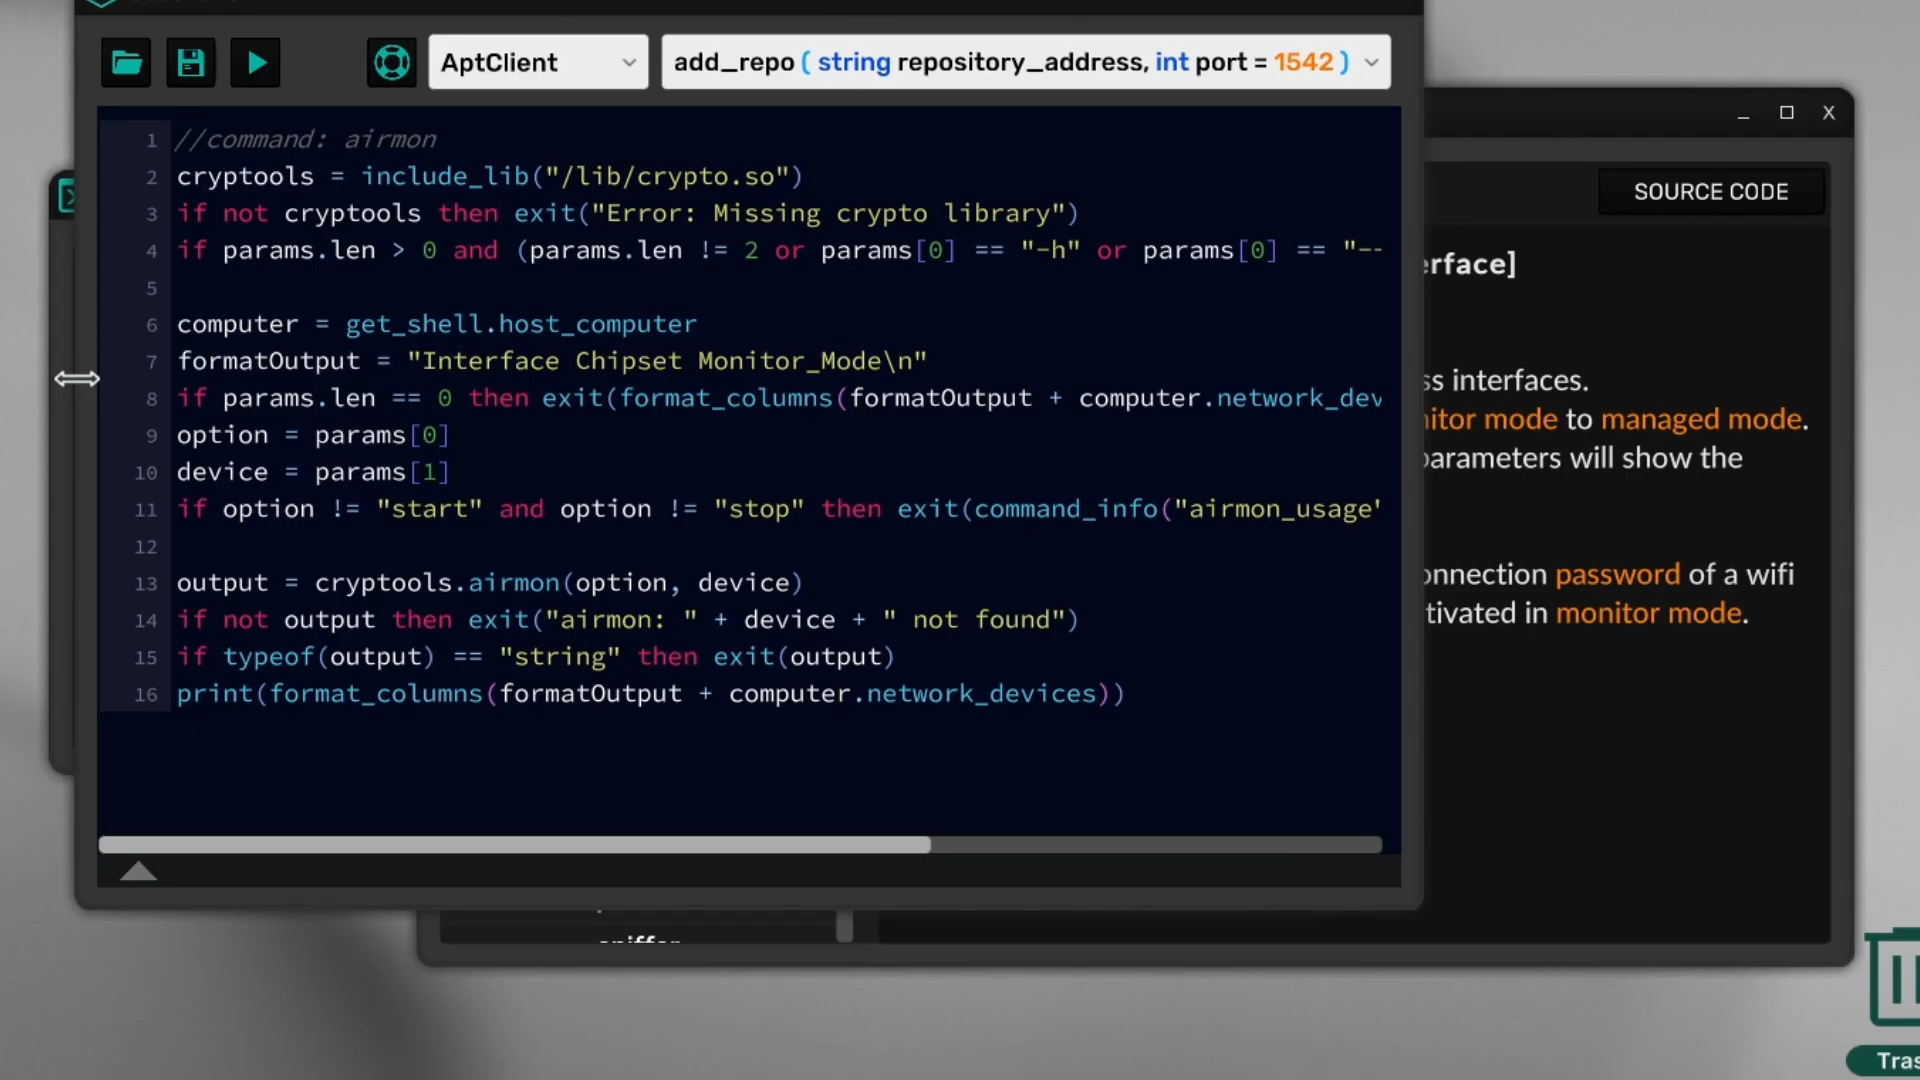 AptClient
add_repo ( string repository_address, int port = 1542 )
_ X
SOURCE CODE
1 //command: airmon
2 cryptools = include_lib("/lib/crypto.so")
3 if not cryptools then exit("Error: Missing crypto library")
4 if params.len > 0 and (params.len != 2 or params[0] == "-h" or params[0] == "--
5
6 computer = get_shell.host_computer
7 formatOutput = "Interface Chipset Monitor_Mode\n"
8 if params.len == 0 then exit(format_columns(formatOutput + computer.network_dev
9 option = params[0]
10 device = params[1]
11 if option != "start" and option != "stop" then exit(command_info("airmon_usage"
12
13 output = cryptools.airmon(option, device)
14 if not output then exit("airmon: " + device + " not found")
15 if typeof(output) == "string" then exit(output)
16 print(format_columns(formatOutput + computer.network_devices))
erface]
ss interfaces.
nitor mode to managed mode.
parameters will show the
onnection password of a wifi
tivated in monitor mode.
Tras